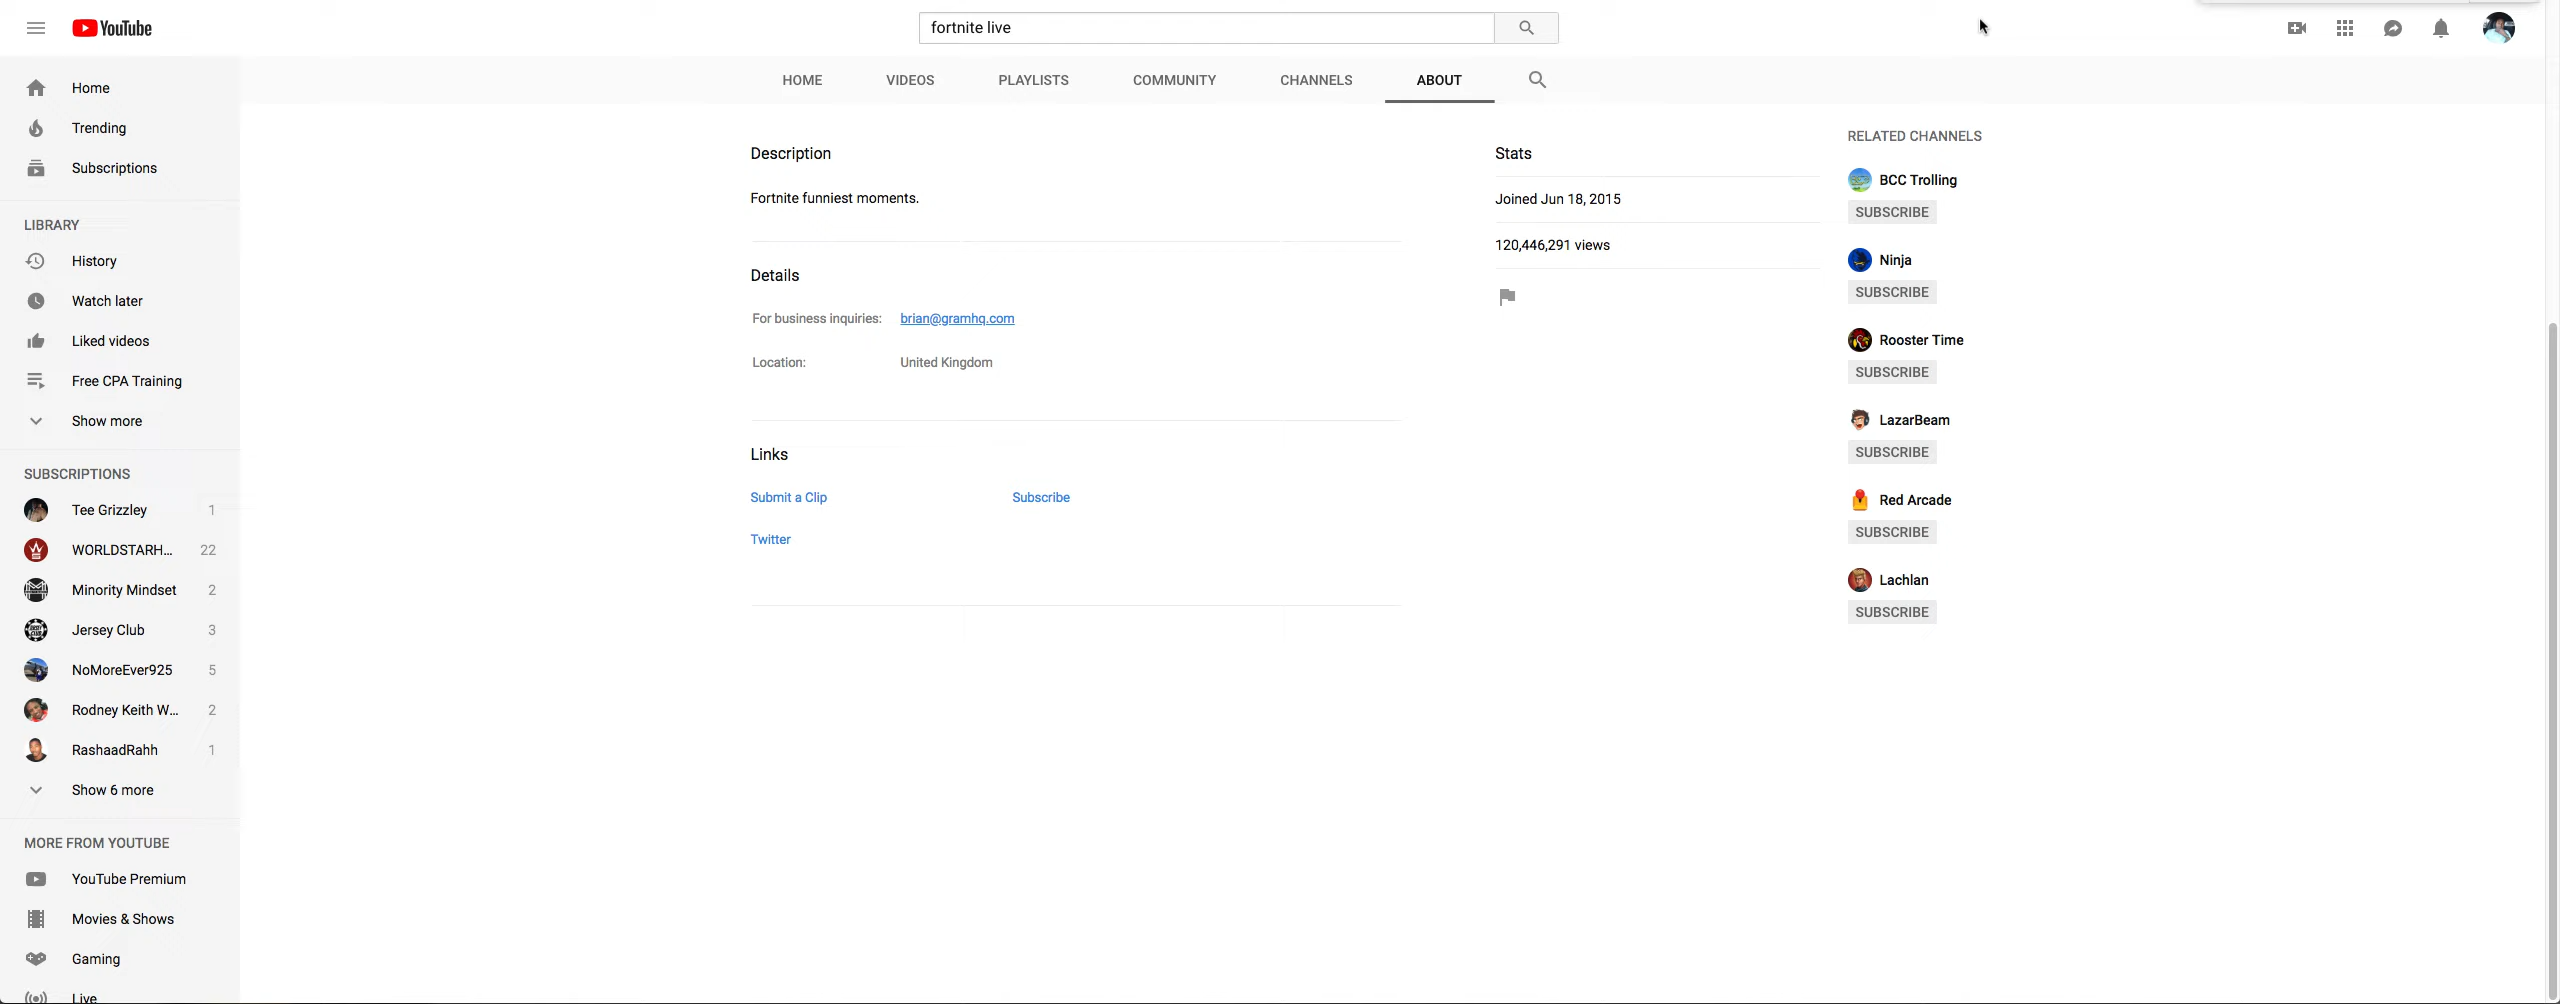 YouTube
fortnite live
Home
Trending
Subscriptions
LIBRARY
History
Watch later
Liked videos
Free CPA Training
Show more
SUBSCRIPTIONS
Tee Grizzley 1
WORLDSTARH... 22
Minority Mindset 2
Jersey Club 3
NoMoreEver925 5
Rodney Keith W... 2
RashaadRahh 1
Show 6 more
MORE FROM YOUTUBE
YouTube Premium
Movies & Shows
Gaming
Live
HOME VIDEOS PLAYLISTS COMMUNITY CHANNELS ABOUT
Description
Fortnite funniest moments.
Details
For business inquiries: brian@gramhq.com
Location: United Kingdom
Links
Submit a Clip Subscribe
Twitter
Stats
Joined Jun 18, 2015
120,446,291 views
RELATED CHANNELS
BCC Trolling
SUBSCRIBE
Ninja
SUBSCRIBE
Rooster Time
SUBSCRIBE
LazarBeam
SUBSCRIBE
Red Arcade
SUBSCRIBE
Lachlan
SUBSCRIBE